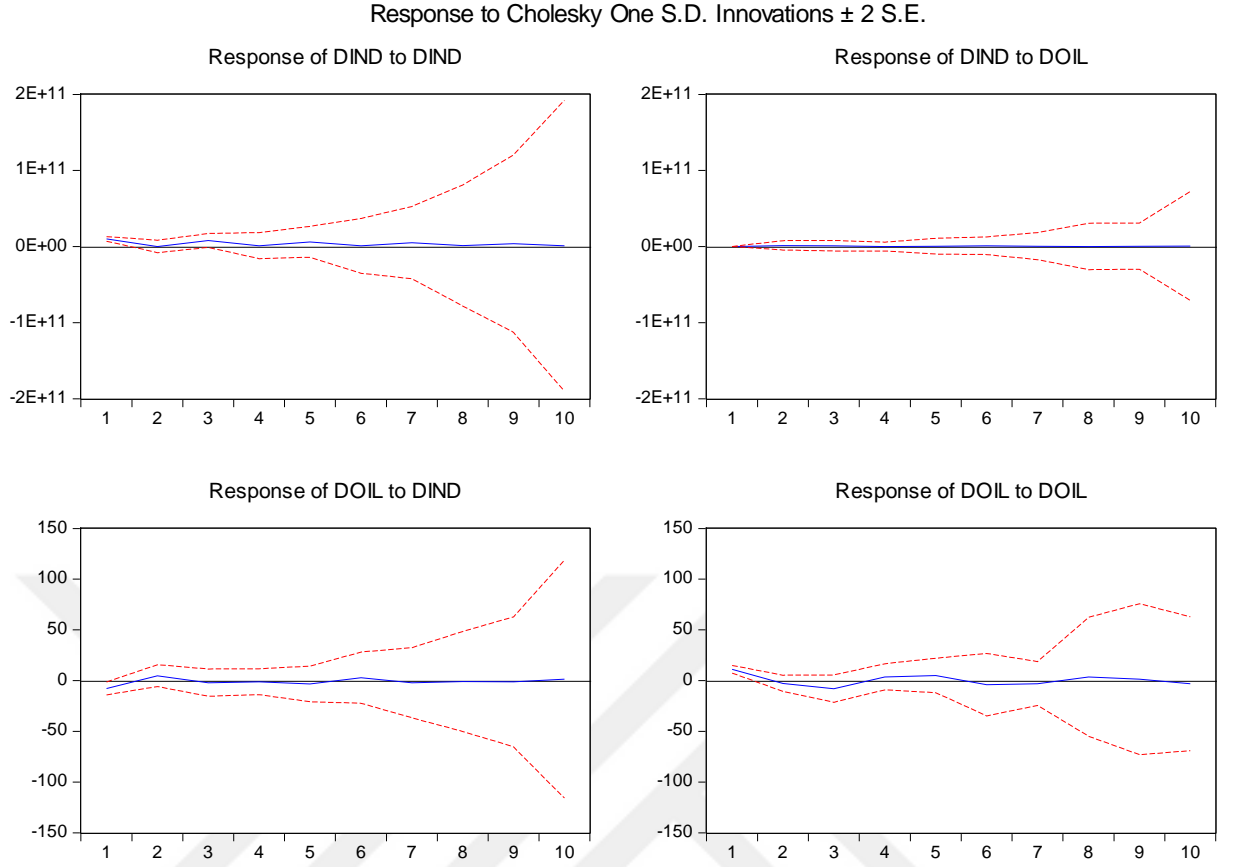 Response to Cholesky One S.D. Innovations ± 2 S.E.
Response of DIND to DIND
2E+11
1E+11
0E+00
-1E+11
-2E+11
1 2 3 4 5 6 7 8 9 10
Response of DIND to DOIL
2E+11
1E+11
0E+00
-1E+11
-2E+11
1 2 3 4 5 6 7 8 9 10
Response of DOIL to DIND
150
100
50
0
-50
-100
-150
1 2 3 4 5 6 7 8 9 10
Response of DOIL to DOIL
150
100
50
0
-50
-100
-150
1 2 3 4 5 6 7 8 9 10